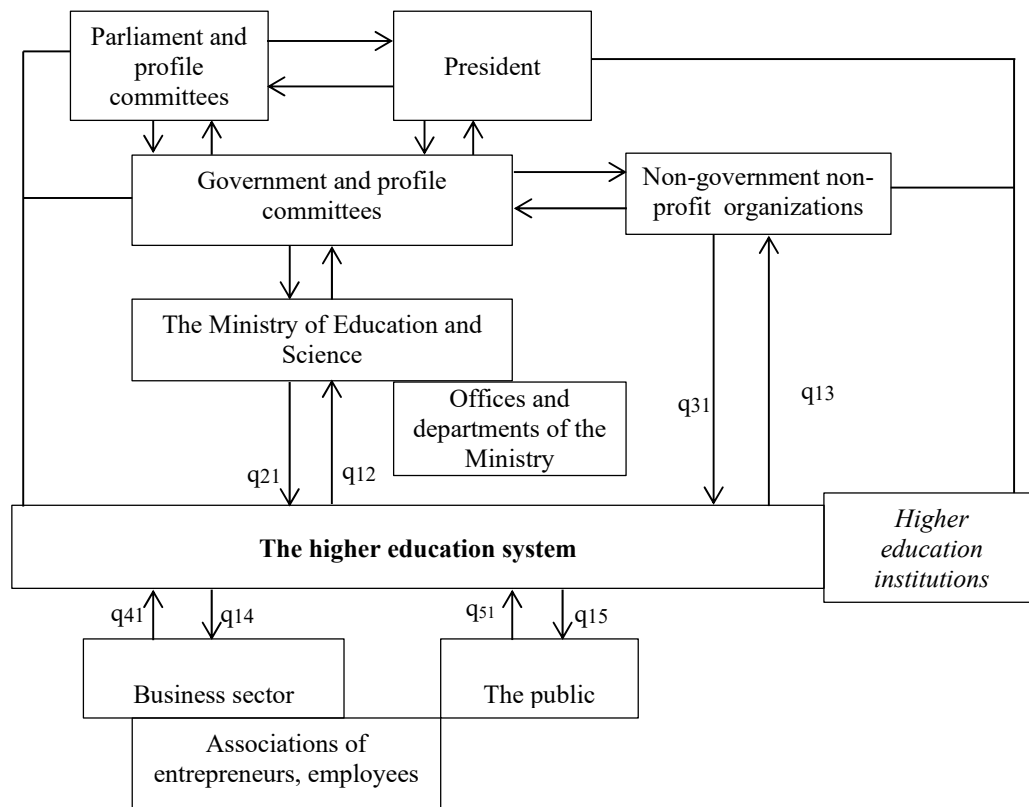 Parliament and
profile
committees
President
Government and profile
committees
Non-government non-
profit organizations
The Ministry of Education and
Science
Offices and
departments of the
Ministry
q31
q13
q21
q12
The higher education system
Higher
education
institutions
q41
q14
q51
q15
Business sector
The public
Associations of
entrepreneurs, employees